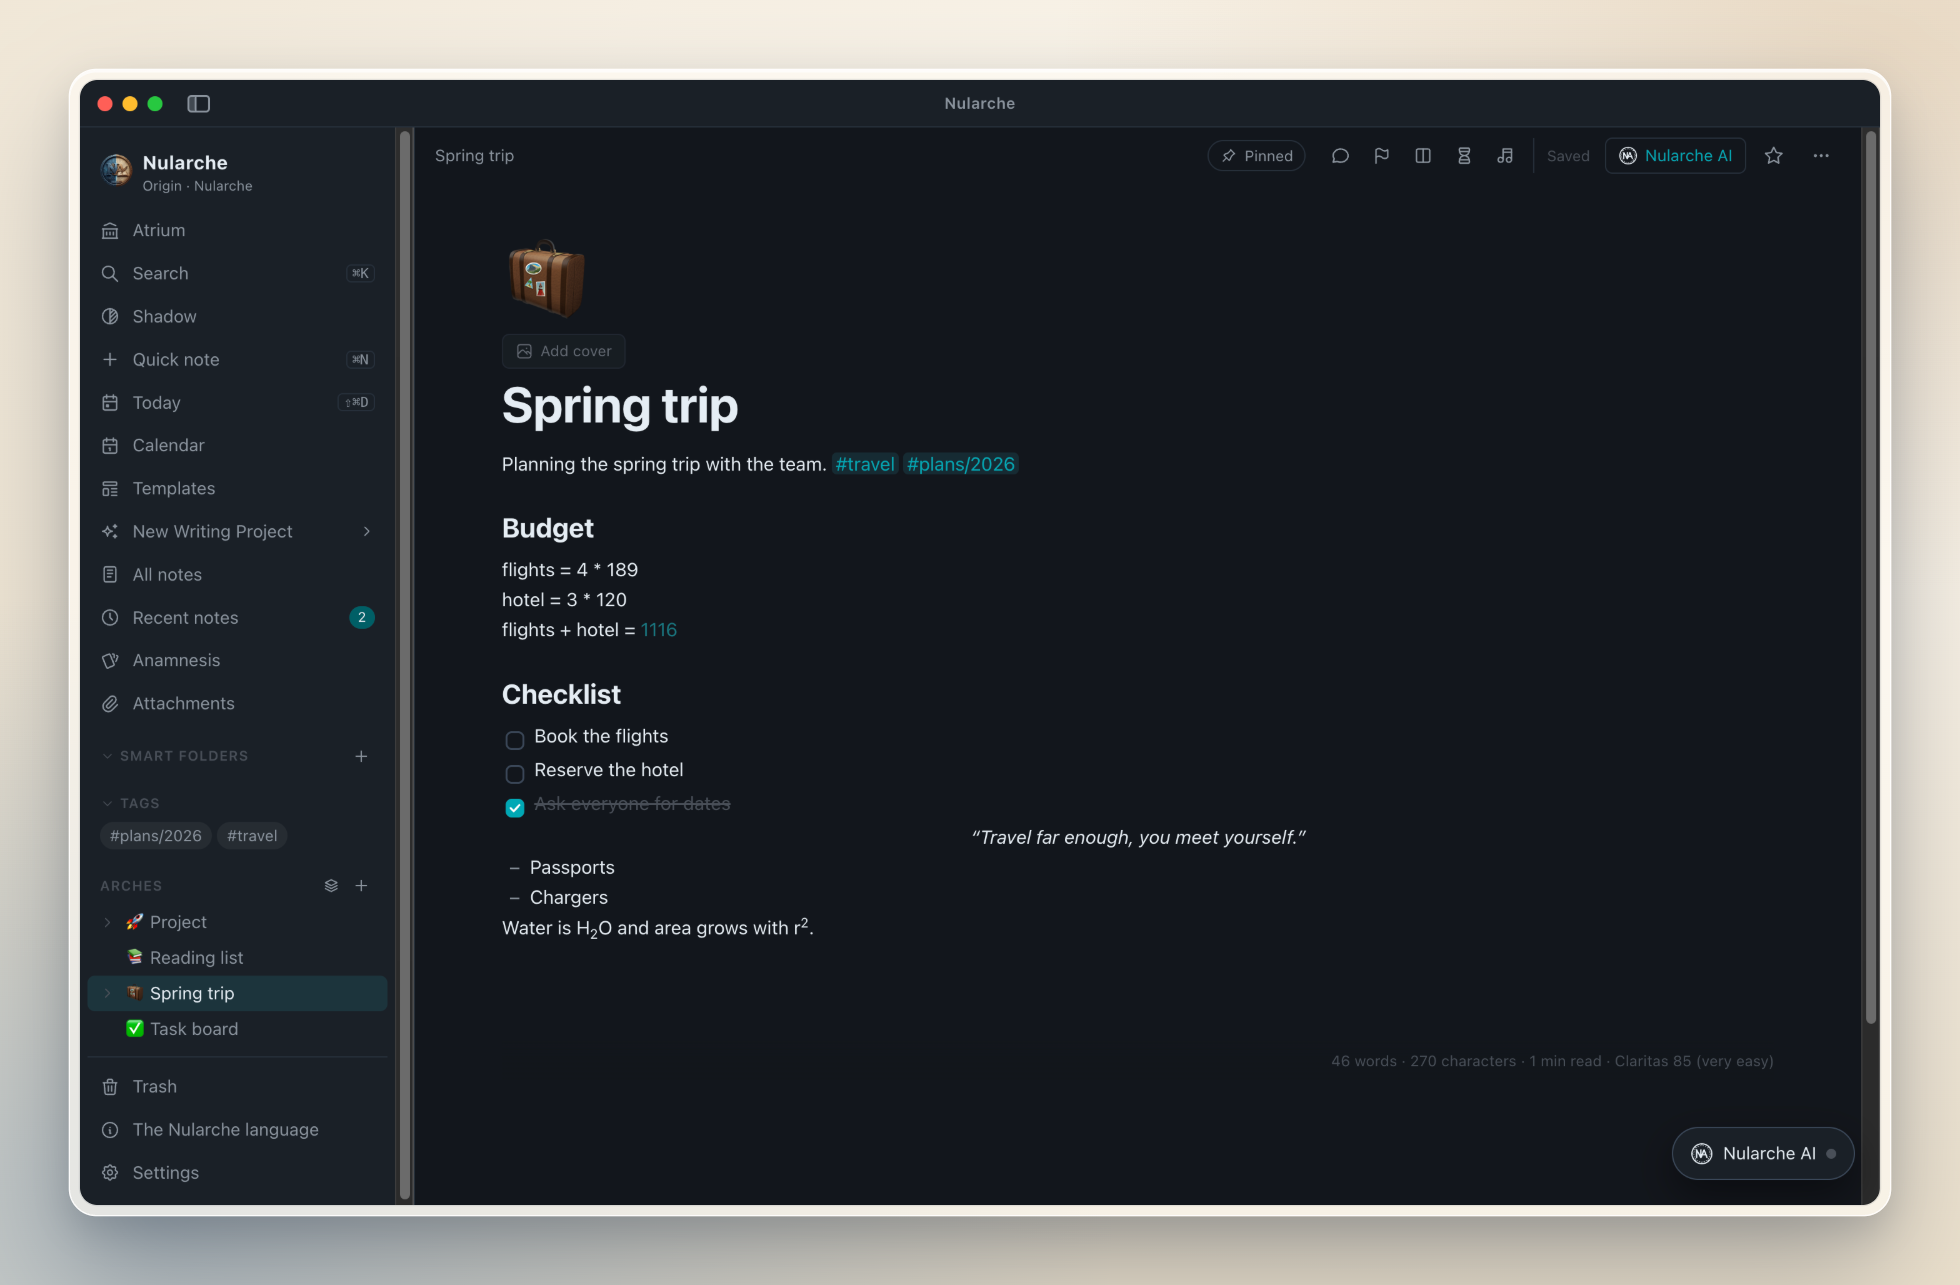 Nularche
Nularche
Origin · Nularche
Atrium
Search ⌘K
Shadow
Quick note ⌘N
Today ⇧⌘D
Calendar
Templates
New Writing Project
All notes
Recent notes 2
Anamnesis
Attachments
SMART FOLDERS
TAGS
#plans/2026 #travel
ARCHES
Project
Reading list
Spring trip
Task board
Trash
The Nularche language
Settings
Spring trip Pinned Saved Nularche AI
Add cover
Spring trip
Planning the spring trip with the team. #travel #plans/2026
Budget
flights = 4 * 189
hotel = 3 * 120
flights + hotel = 1116
Checklist
Book the flights
Reserve the hotel
Ask everyone for dates
“Travel far enough, you meet yourself.”
– Passports
– Chargers
Water is H₂O and area grows with r².
46 words · 270 characters · 1 min read · Claritas 85 (very easy)
Nularche AI